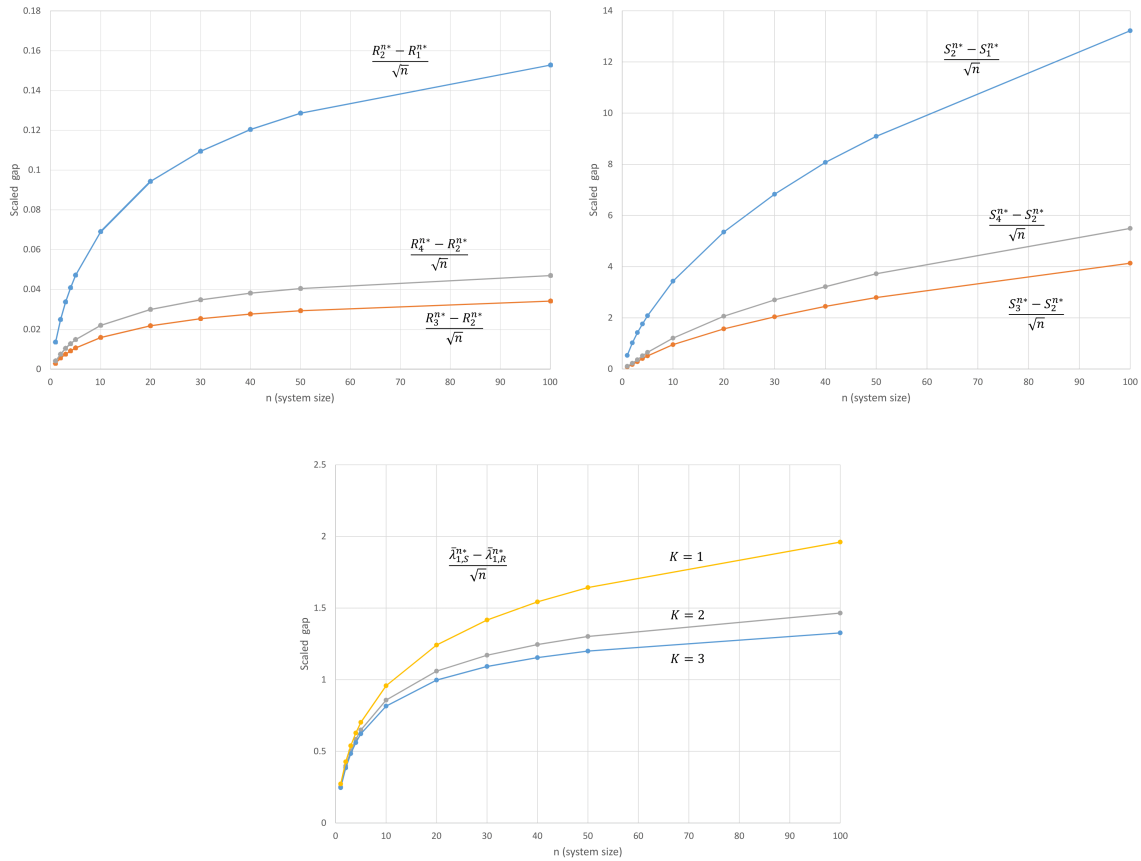 0.18
0.16
0.14
0.12
0.1
0.08
0.06
0.04
0.02
0
Scaled gap
0 10 20 30 40 50 60 70 80 90 100
n (system size)
R_2^{n*} − R_1^{n*}
√n
R_4^{n*} − R_2^{n*}
√n
R_3^{n*} − R_2^{n*}
√n
14
12
10
8
6
4
2
0
Scaled gap
0 10 20 30 40 50 60 70 80 90 100
n (system size)
S_2^{n*} − S_1^{n*}
√n
S_4^{n*} − S_2^{n*}
√n
S_3^{n*} − S_2^{n*}
√n
2.5
2
1.5
1
0.5
0
Scaled gap
0 10 20 30 40 50 60 70 80 90 100
n (system size)
λ̄_{1,S}^{n*} − λ̄_{1,R}^{n*}
√n
K = 1
K = 2
K = 3